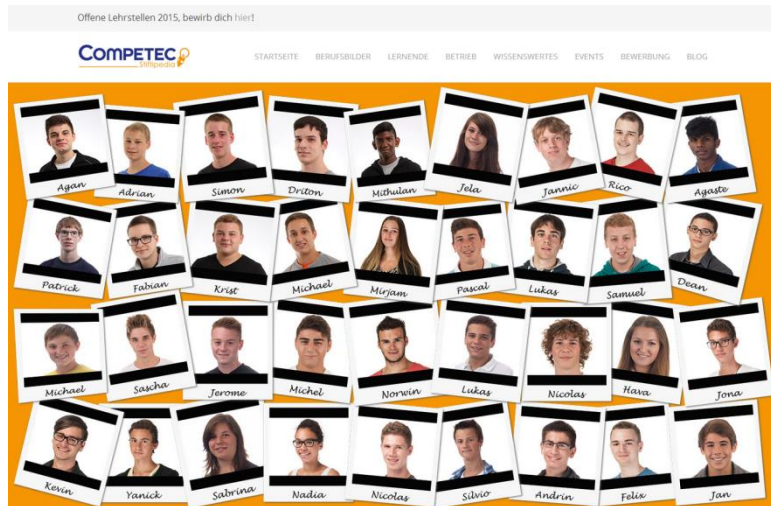 Offene Lehrstellen 2015, bewirb dich hier!
COMPETEC
Stiftipedia
STARTSEITE BERUFSBILDER LERNENDE BETRIEB WISSENSWERTES EVENTS BEWERBUNG BLOG
Agan Adrian Simon Driton Mithulan Jela Jannic Rico Agaste
Patrick Fabian Krist Michael Mirjam Pascal Lukas Samuel Dean
Michael Sascha Jerome Michel Norwin Lukas Nicolas Hava Jona
Kevin Yanick Sabrina Nadia Nicolas Silvio Andrin Felix Jan